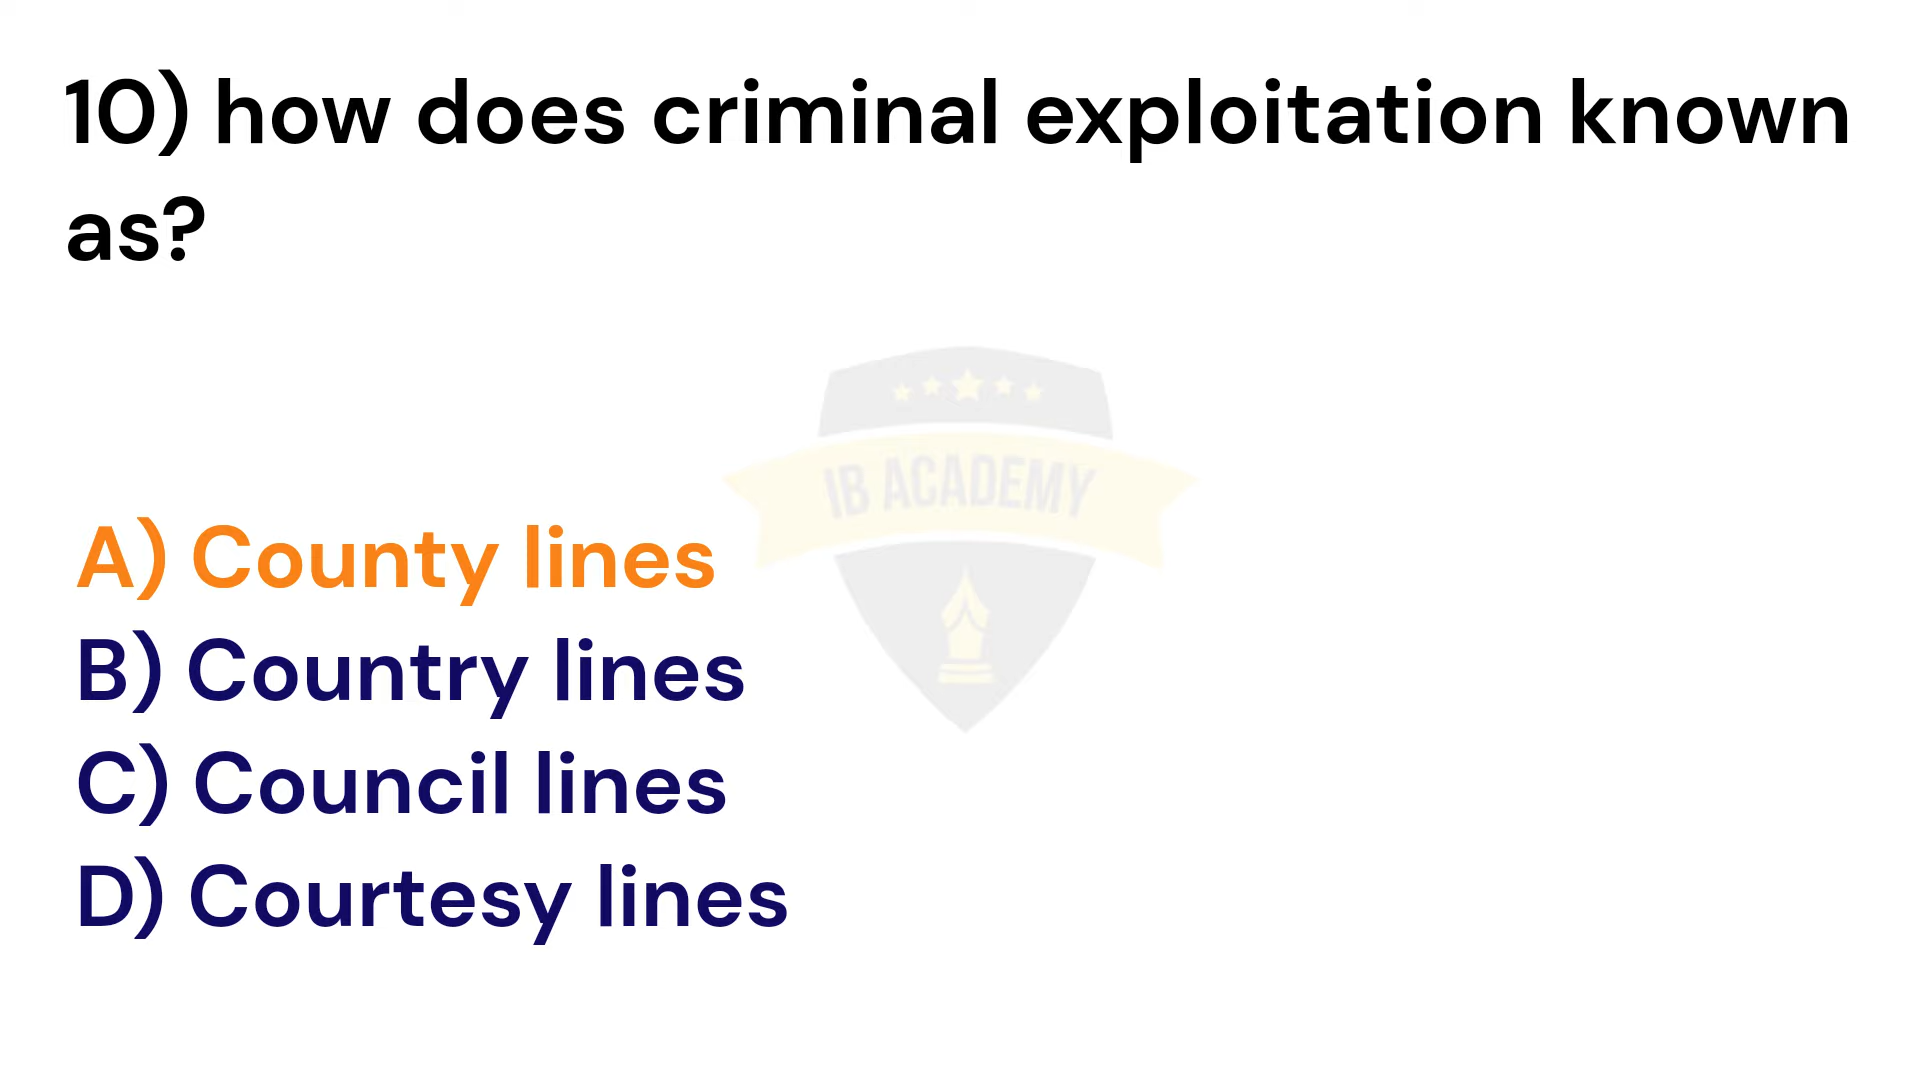 10) how does criminal exploitation known
as?
IB ACADEMY
A) County lines
B) Country lines
C) Council lines
D) Courtesy lines